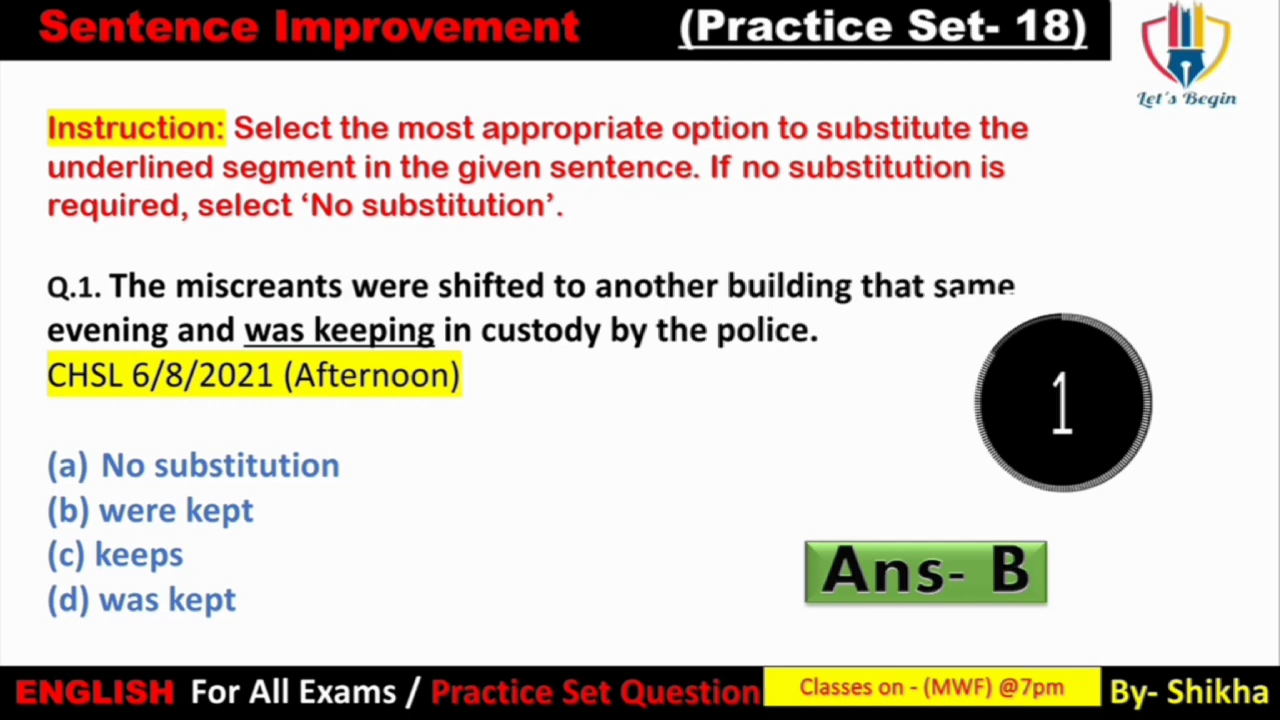 Sentence Improvement (Practice Set- 18)
Let's Begin
Instruction: Select the most appropriate option to substitute the
underlined segment in the given sentence. If no substitution is
required, select ‘No substitution’.
Q.1. The miscreants were shifted to another building that same
evening and was keeping in custody by the police.
CHSL 6/8/2021 (Afternoon)
1
(a) No substitution
(b) were kept
(c) keeps
(d) was kept
Ans- B
ENGLISH For All Exams / Practice Set Question Classes on - (MWF) @7pm By- Shikha